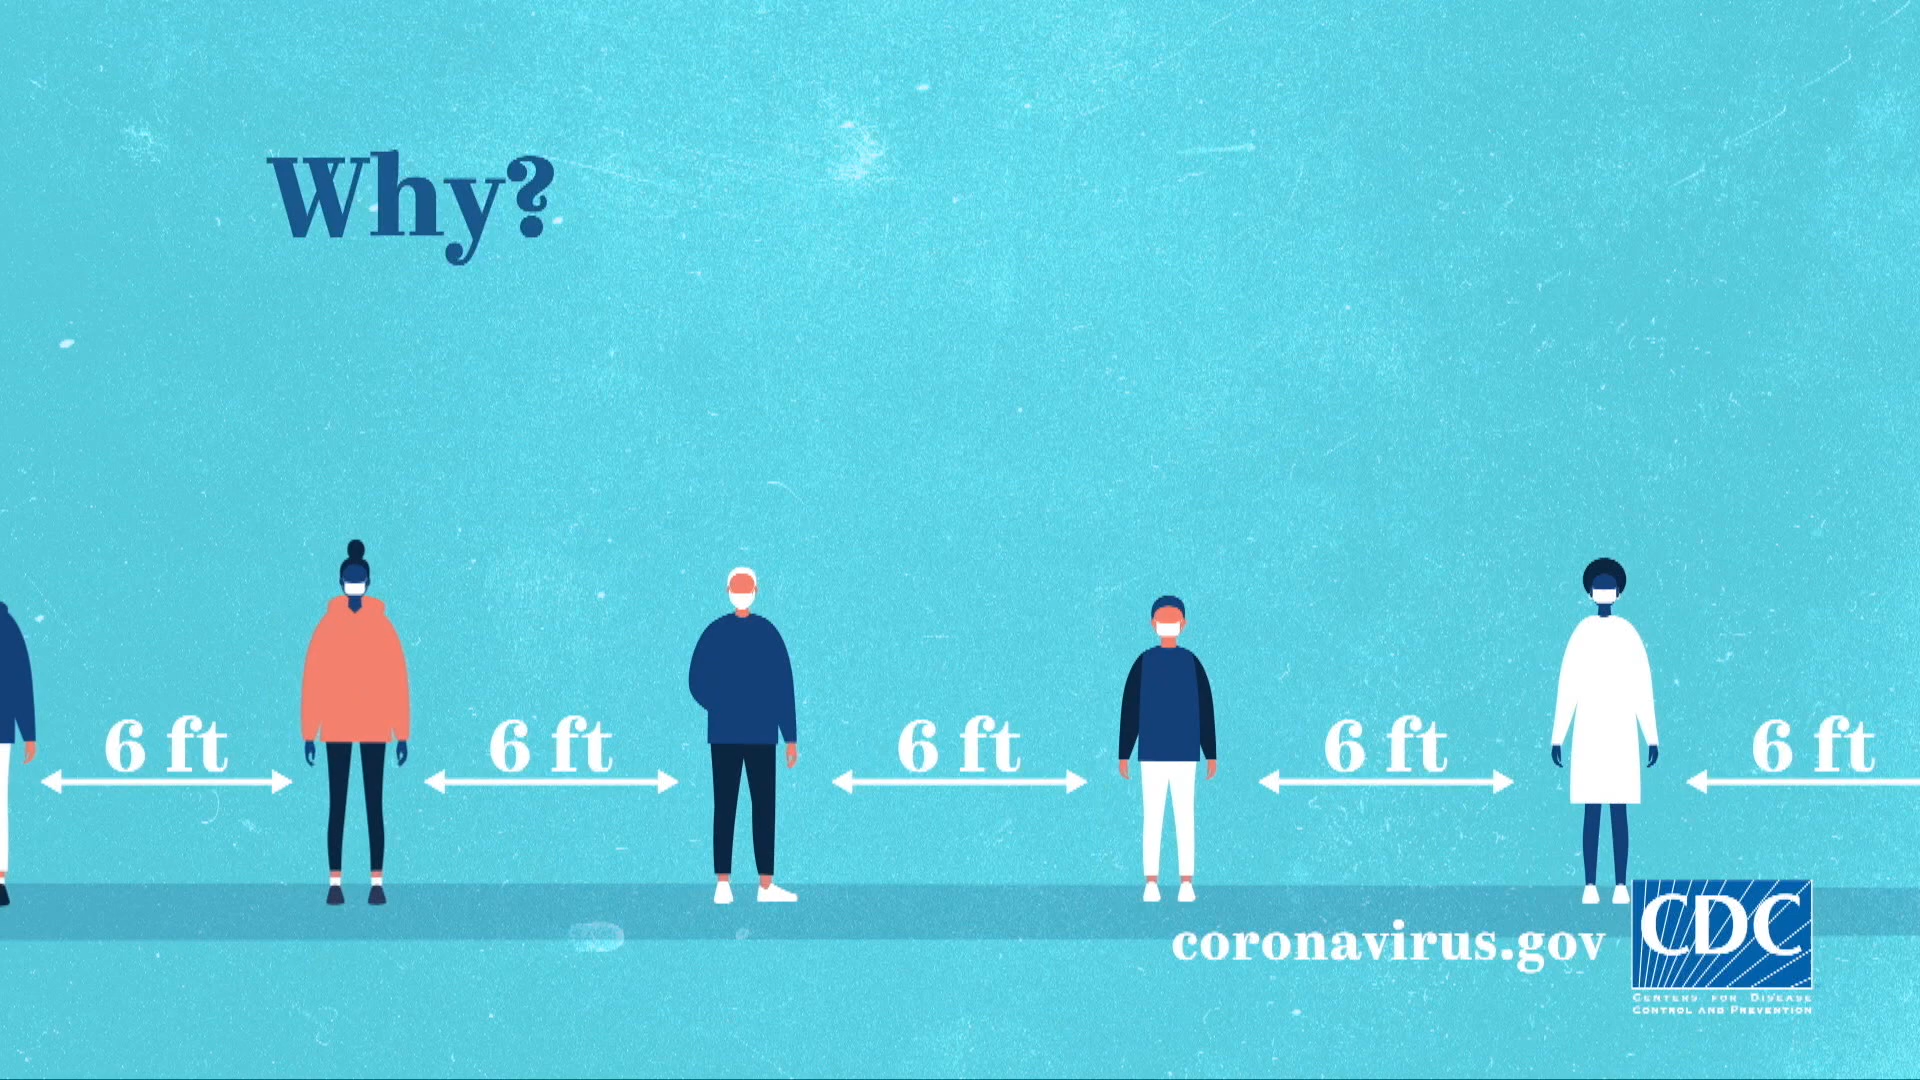 Why?
6 ft
6 ft
6 ft
6 ft
6 ft
coronavirus.gov
CDC
CENTERS FOR DISEASE
CONTROL AND PREVENTION